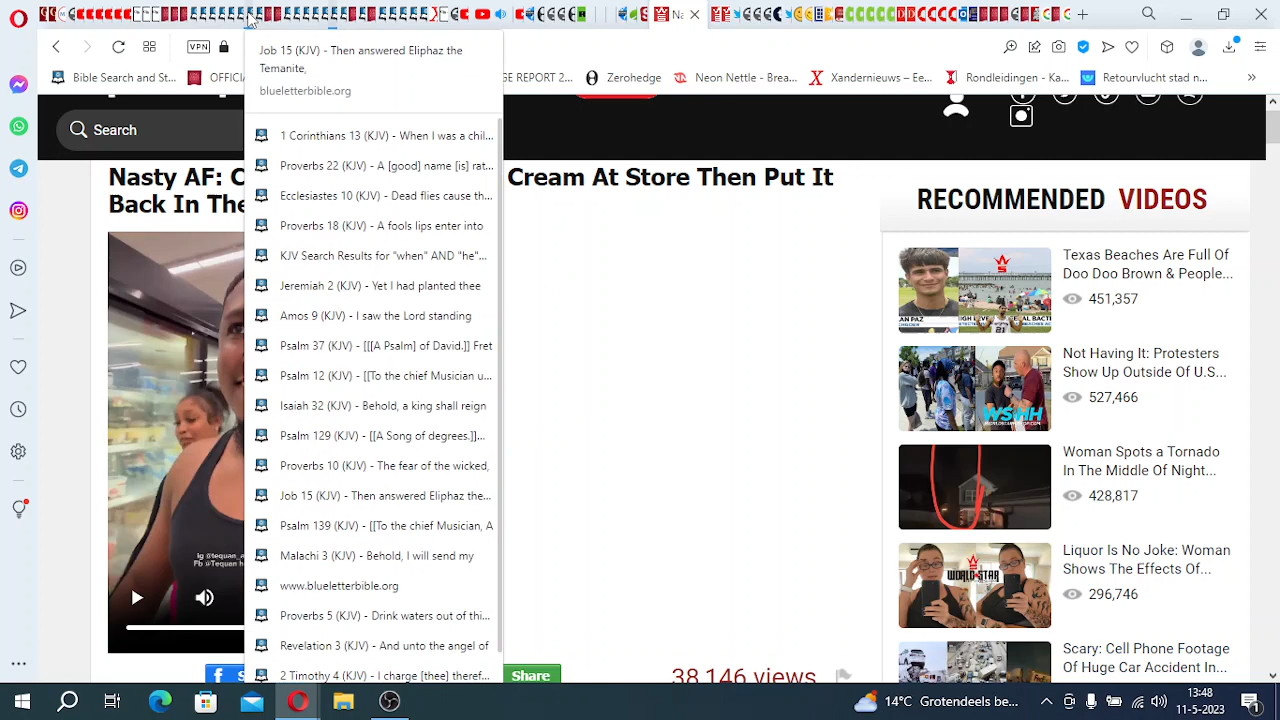 Na
VPN
Bible Search and St...
OFFICI
GE REPORT 2...
Zerohedge
Neon Nettle - Brea...
Xandernieuws – Ee...
Rondleidingen - Ka...
Retourvlucht stad n...
Job 15 (KJV) - Then answered Eliphaz the
Temanite,
blueletterbible.org
1 Corinthians 13 (KJV) - When I was a chil...
Proverbs 22 (KJV) - A [good] name [is] rat...
Ecclesiastes 10 (KJV) - Dead flies cause th...
Proverbs 18 (KJV) - A fools lips enter into
KJV Search Results for "when" AND "he"...
Jeremiah 2 (KJV) - Yet I had planted thee
Amos 9 (KJV) - I saw the Lord standing
Psalm 37 (KJV) - [[[A Psalm] of David.]] Fret
Psalm 12 (KJV) - [[To the chief Musician u...
Isaiah 32 (KJV) - Behold, a king shall reign
Psalm 129 (KJV) - [[A Song of degrees.]]...
Proverbs 10 (KJV) - The fear of the wicked,
Job 15 (KJV) - Then answered Eliphaz the...
Psalm 139 (KJV) - [[To the chief Musician, A
Malachi 3 (KJV) - Behold, I will send my
www.blueletterbible.org
Proverbs 5 (KJV) - Drink waters out of thi...
Revelation 3 (KJV) - And unto the angel of
2 Timothy 4 (KJV) - I charge [thee] theref...
Search
Nasty AF: C
Cream At Store Then Put It
Back In The
Ig @tequan_a
Fb @Tequan h
Share
38,146 views
RECOMMENDED VIDEOS
Texas Beaches Are Full Of
Doo Doo Brown & People...
451,357
Not Having It: Protesters
Show Up Outside Of U.S...
527,466
WSHH
Woman Spots a Tornado
In The Middle Of Night...
428,817
Liquor Is No Joke: Woman
Shows The Effects Of...
296,746
WORLD STAR
Scary: Cell Phone Footage
Of Huge Car Accident In...
14°C Grotendeels be...
13:48
11-5-2023